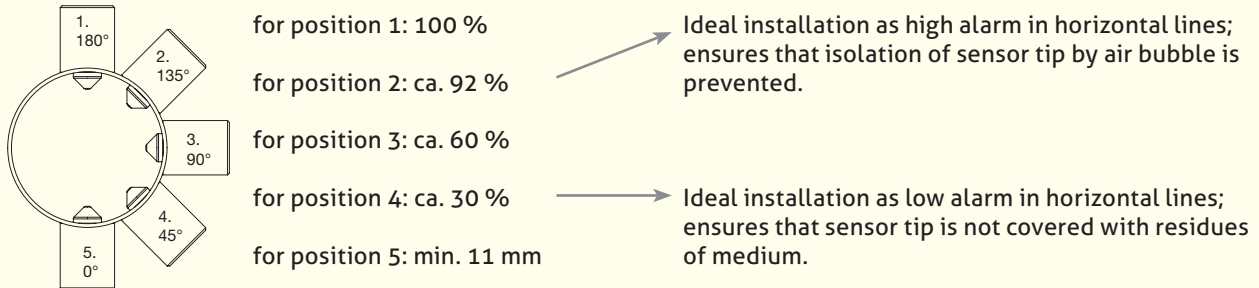 1.
180°
2.
135°
3.
90°
4.
45°
5.
0°
for position 1: 100 %
for position 2: ca. 92 %
for position 3: ca. 60 %
for position 4: ca. 30 %
for position 5: min. 11 mm
Ideal installation as high alarm in horizontal lines;
ensures that isolation of sensor tip by air bubble is
prevented.
Ideal installation as low alarm in horizontal lines;
ensures that sensor tip is not covered with residues
of medium.